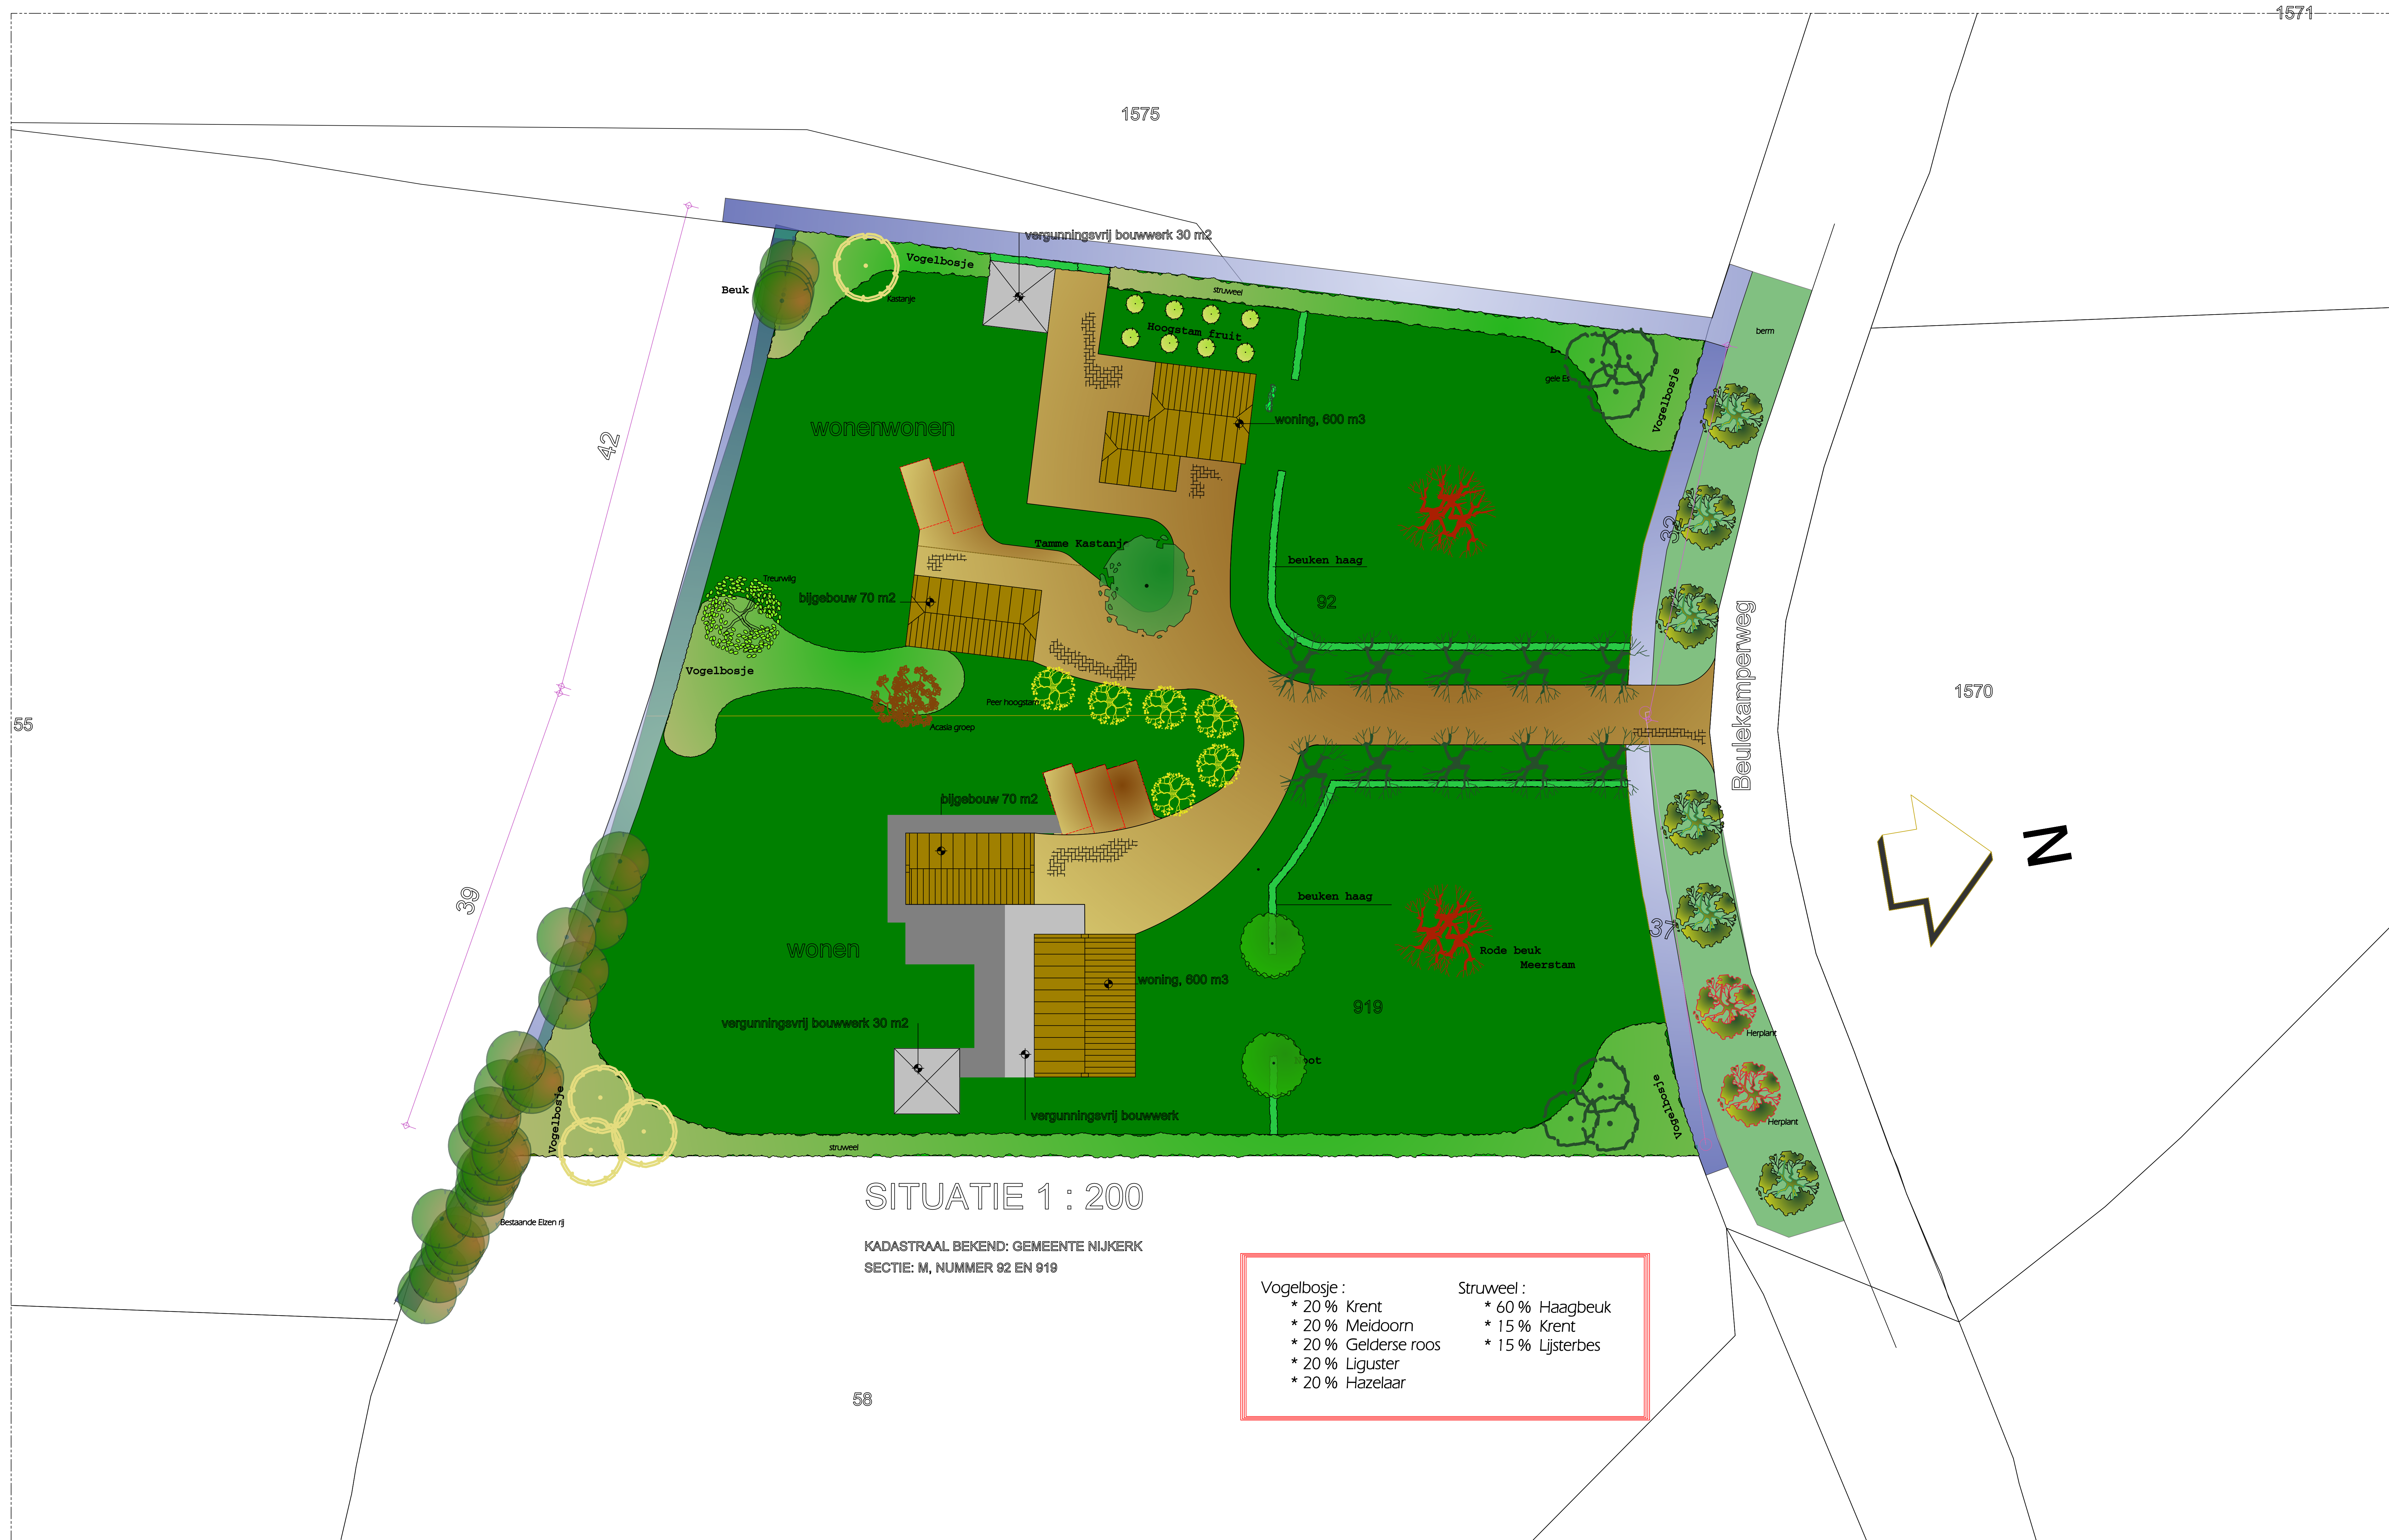 1571
1575
vergunningsvrij bouwwerk 30 m2
Vogelbosje
Beuk
Kastanje
struweel
Hoogstam fruit
berm
gele Els
Vogelbosje
woning, 600 m3
wonenwonen
42
32
Tamme Kastanje
beuken haag
Treurwilg
bijgebouw 70 m2
92
Beulekamperweg
Vogelbosje
1570
Peer hoogstam
Acasia groep
55
bijgebouw 70 m2
N
39
beuken haag
37
wonen
Rode beuk
Meerstam
woning, 600 m3
919
vergunningsvrij bouwwerk 30 m2
Herplant
Vogelbosje
Vogelbosje
vergunningsvrij bouwwerk
Herplant
struweel
SITUATIE 1 : 200
Bestaande Elzen rij
KADASTRAAL BEKEND: GEMEENTE NIJKERK
SECTIE: M, NUMMER 92 EN 919
Vogelbosje :
* 20 % Krent
* 20 % Meidoorn
* 20 % Gelderse roos
* 20 % Liguster
* 20 % Hazelaar
Struweel :
* 60 % Haagbeuk
* 15 % Krent
* 15 % Lijsterbes
58